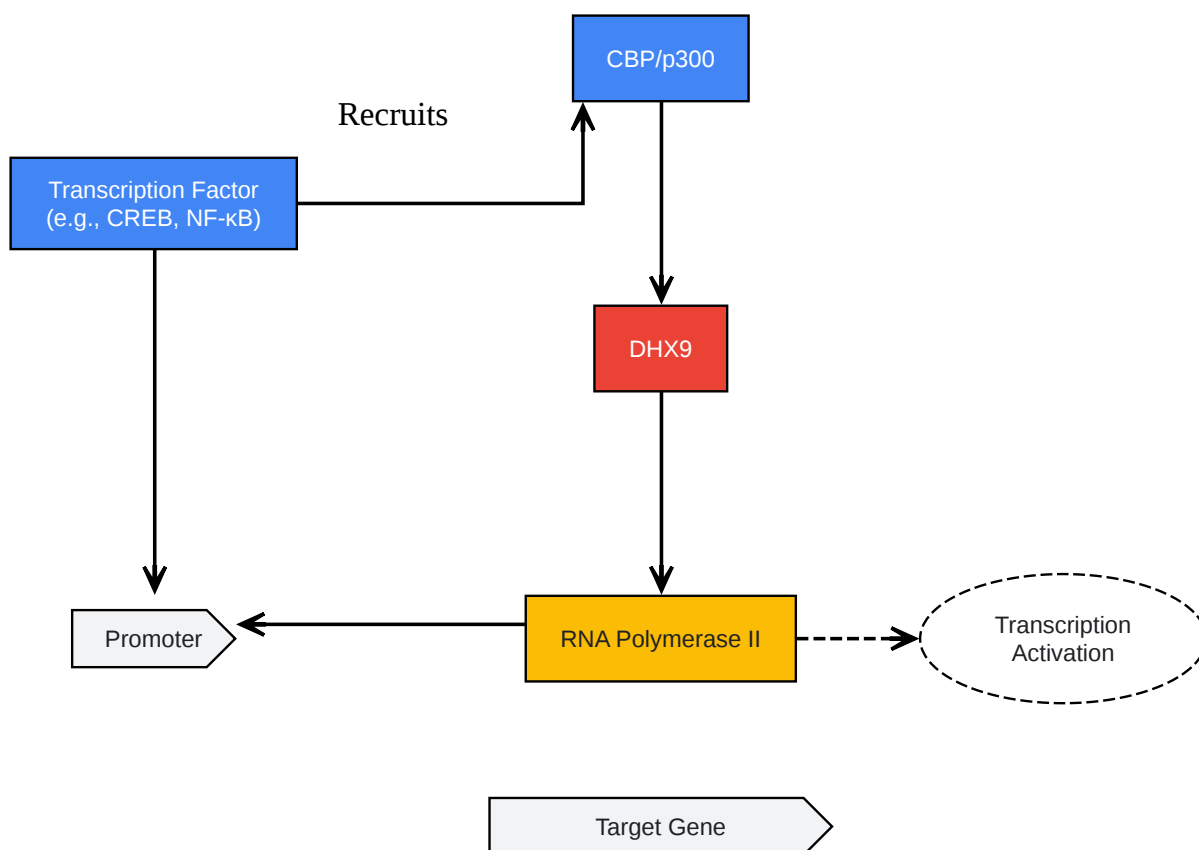 CBP/p300
Recruits
Transcription Factor
(e.g., CREB, NF-κB)
DHX9
Promoter
RNA Polymerase II
Transcription
Activation
Target Gene